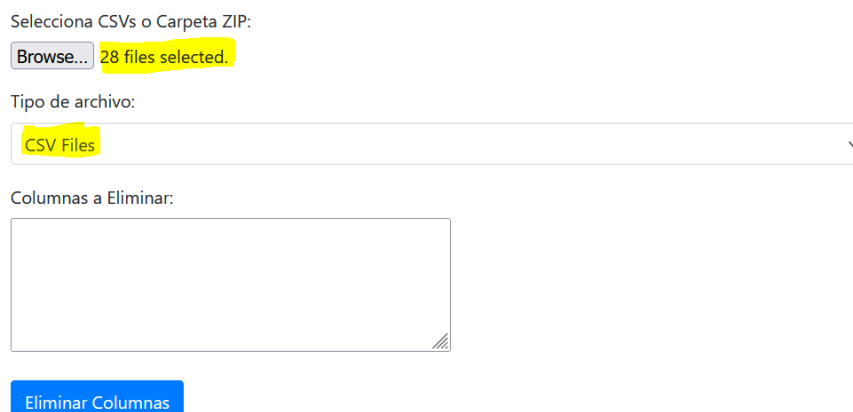 Selecciona CSVs o Carpeta ZIP:
Browse... 28 files selected.
Tipo de archivo:
CSV Files
Columnas a Eliminar:
Eliminar Columnas